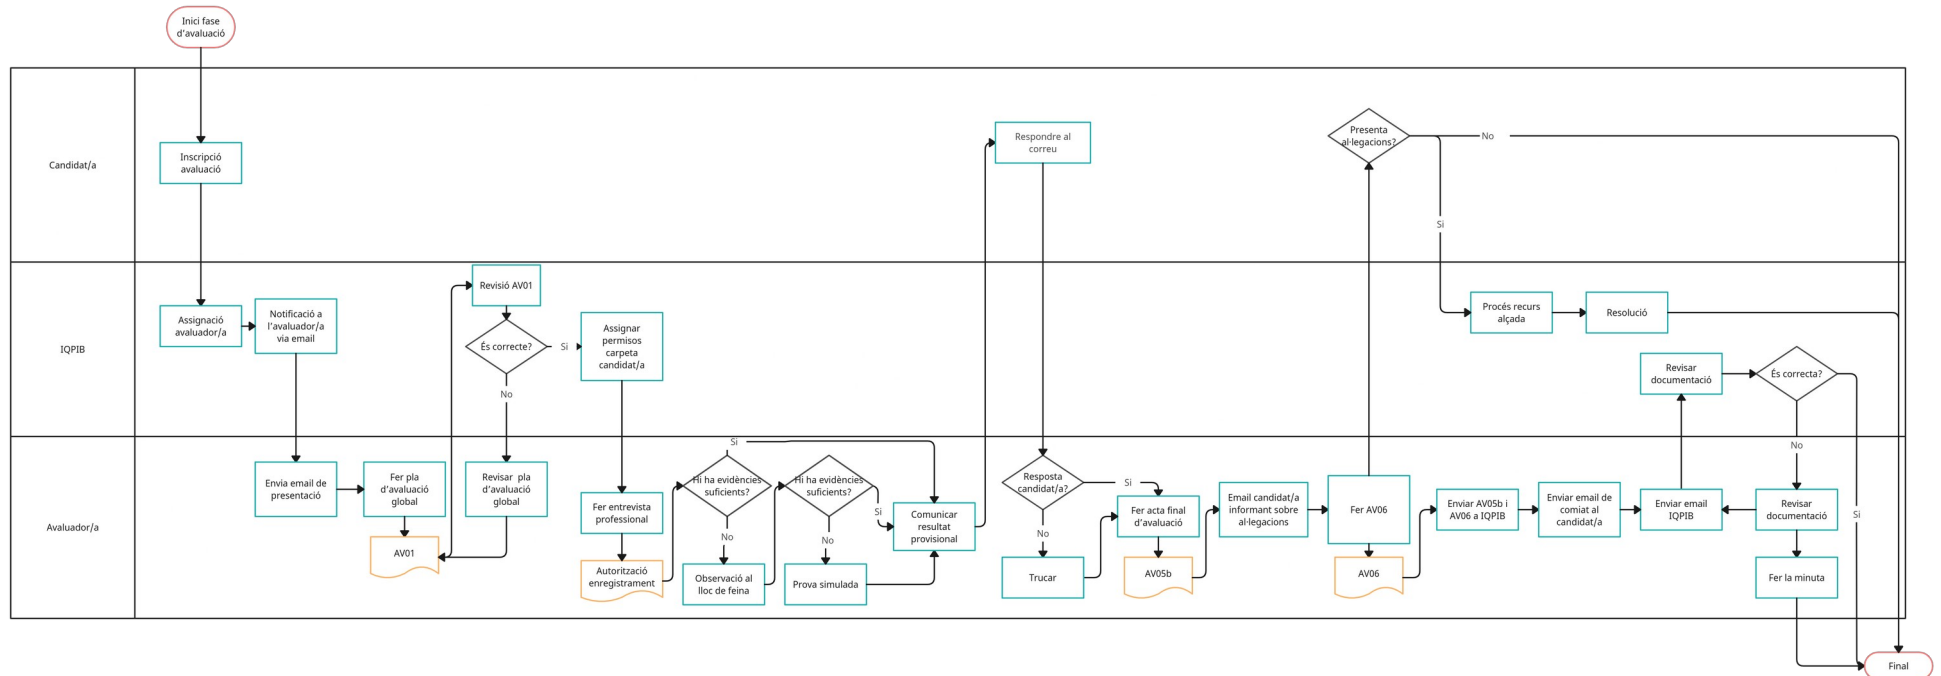 Inici fase
d'avaluació
Candidat/a
Inscripció
avaluació
Respondre al
correu
Presenta
al·legacions?
No
Si
IQPIB
Assignació
avaluador/a
Notificació a
l'avaluador/a
via email
Revisió AV01
És correcte?
Si
No
Assignar
permisos
carpeta
candidat/a
Procés recurs
alçada
Resolució
Revisar
documentació
És correcta?
No
Si
Avaluador/a
Envia email de
presentació
Fer pla
d'avaluació
global
AV01
Revisar pla
d'avaluació
global
Fer entrevista
professional
Autorització
enregistrament
Si
Hi ha evidències
suficients?
No
Observació al
lloc de feina
Hi ha evidències
suficients?
Si
No
Prova simulada
Comunicar
resultat
provisional
Resposta
candidat/a?
Si
No
Trucar
Fer acta final
d'avaluació
AV05b
Email candidat/a
informant sobre
al·legacions
Fer AV06
AV06
Enviar AV05b i
AV06 a IQPIB
Enviar email de
comiat al
candidat/a
Enviar email
IQPIB
Revisar
documentació
Fer la minuta
Final